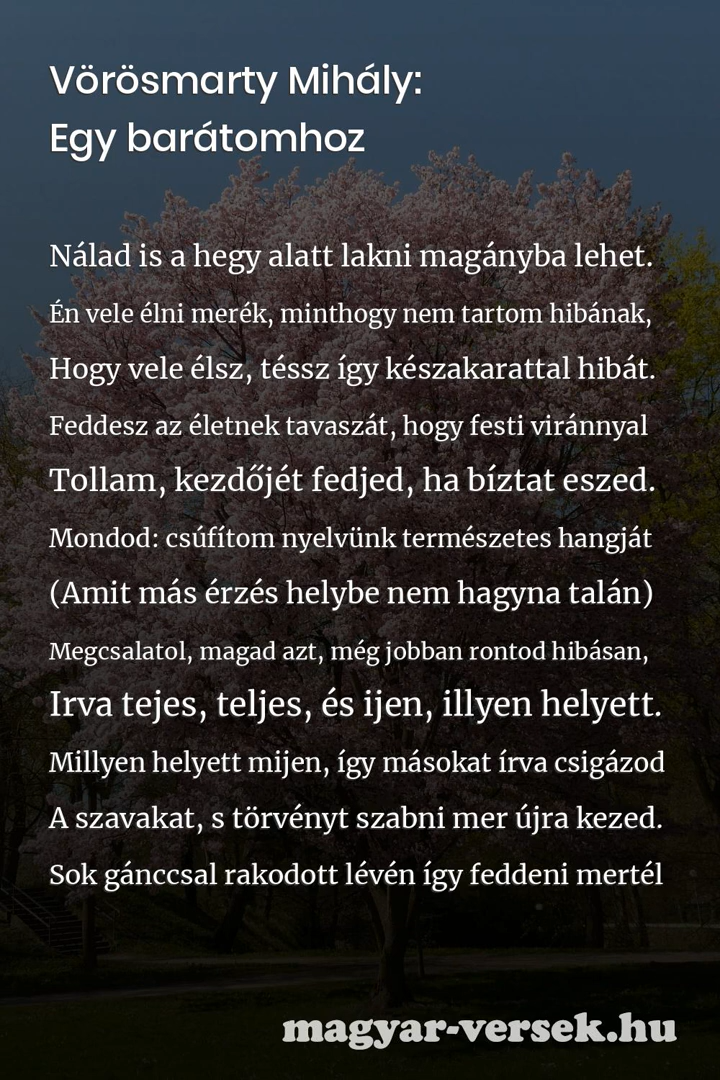 Vörösmarty Mihály:
Egy barátomhoz
Nálad is a hegy alatt lakni magányba lehet.
Én vele élni merék, minthogy nem tartom hibának,
Hogy vele élsz, téssz így készakarattal hibát.
Feddesz az életnek tavaszát, hogy festi viránnyal
Tollam, kezdőjét fedjed, ha bíztat eszed.
Mondod: csúfítom nyelvünk természetes hangját
(Amit más érzés helybe nem hagyna talán)
Megcsalatol, magad azt, még jobban rontod hibásan,
Irva tejes, teljes, és ijen, illyen helyett.
Millyen helyett mijen, így másokat írva csigázod
A szavakat, s törvényt szabni mer újra kezed.
Sok gánccsal rakodott lévén így feddeni mertél
magyar-versek.hu